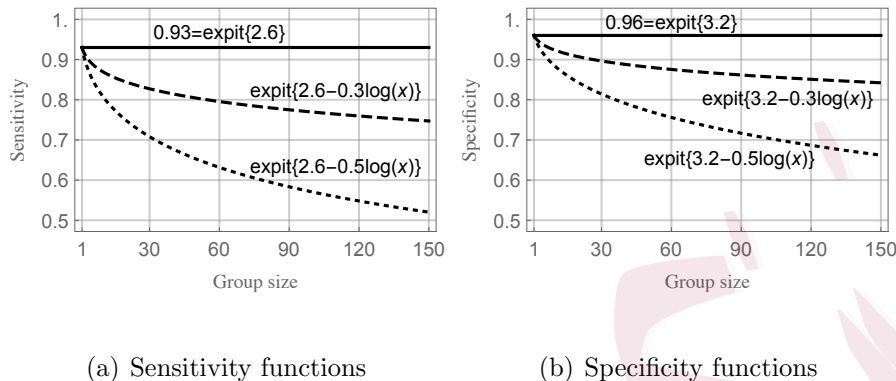 0.93=expit{2.6}
expit{2.6−0.3log(x)}
expit{2.6−0.5log(x)}
1.
0.9
0.8
0.7
0.6
0.5
Sensitivity
1 30 60 90 120 150
Group size
(a) Sensitivity functions
0.96=expit{3.2}
expit{3.2−0.3log(x)}
expit{3.2−0.5log(x)}
1.
0.9
0.8
0.7
0.6
0.5
Specificity
1 30 60 90 120 150
Group size
(b) Specificity functions